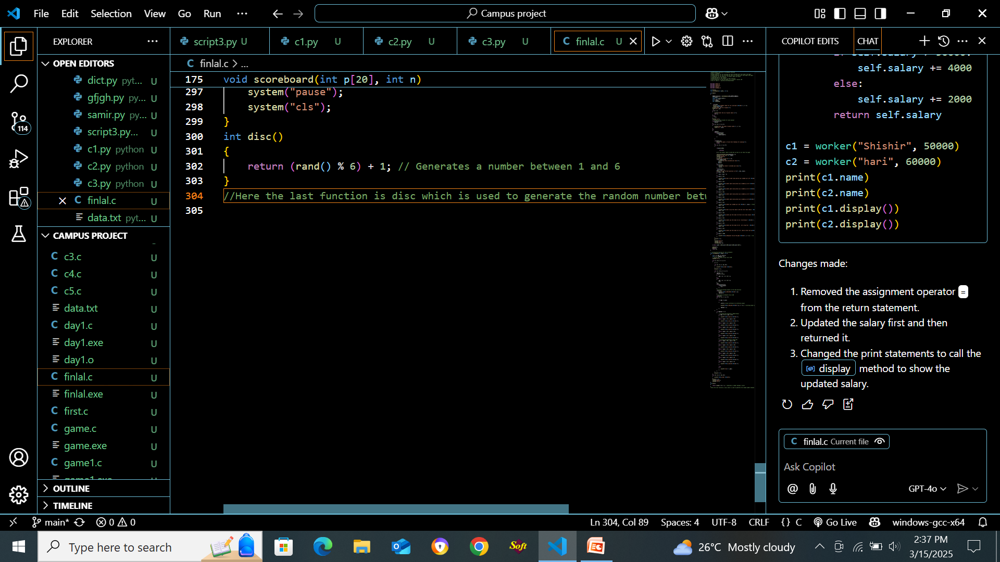 File Edit Selection View Go Run
Campus project
EXPLORER
OPEN EDITORS
dict.py pyt... U
gfjgh.py py... U
samir.py py... U
script3.py... U
c1.py python U
c2.py python U
c3.py python U
finlal.c U
data.txt pyt... U
CAMPUS PROJECT
c3.c U
c4.c U
c5.c U
data.txt U
day1.c U
day1.exe U
day1.o U
finlal.c U
finlal.exe U
first.c U
game.c U
game.exe U
game1.c U
game1.exe
OUTLINE
TIMELINE
114
script3.py U c1.py U c2.py U c3.py U finlal.c U
finlal.c > ...
175 void scoreboard(int p[20], int n)
297 system("pause");
298 system("cls");
299 }
300 int disc()
301 {
302 return (rand() % 6) + 1; // Generates a number between 1 and 6
303 }
304 //Here the last function is disc which is used to generate the random number betw
305
COPILOT EDITS CHAT
self.salary += 4000
else:
self.salary += 2000
return self.salary
c1 = worker("Shishir", 50000)
c2 = worker("hari", 60000)
print(c1.name)
print(c2.name)
print(c1.display())
print(c2.display())
Changes made:
1. Removed the assignment operator =
from the return statement.
2. Updated the salary first and then
returned it.
3. Changed the print statements to call the
display method to show the
updated salary.
finlal.c Current file
Ask Copilot
GPT-4o
main* 0 0
Ln 304, Col 89 Spaces: 4 UTF-8 CRLF {} C Go Live windows-gcc-x64
Type here to search
Soft
26°C Mostly cloudy
2:37 PM
3/15/2025